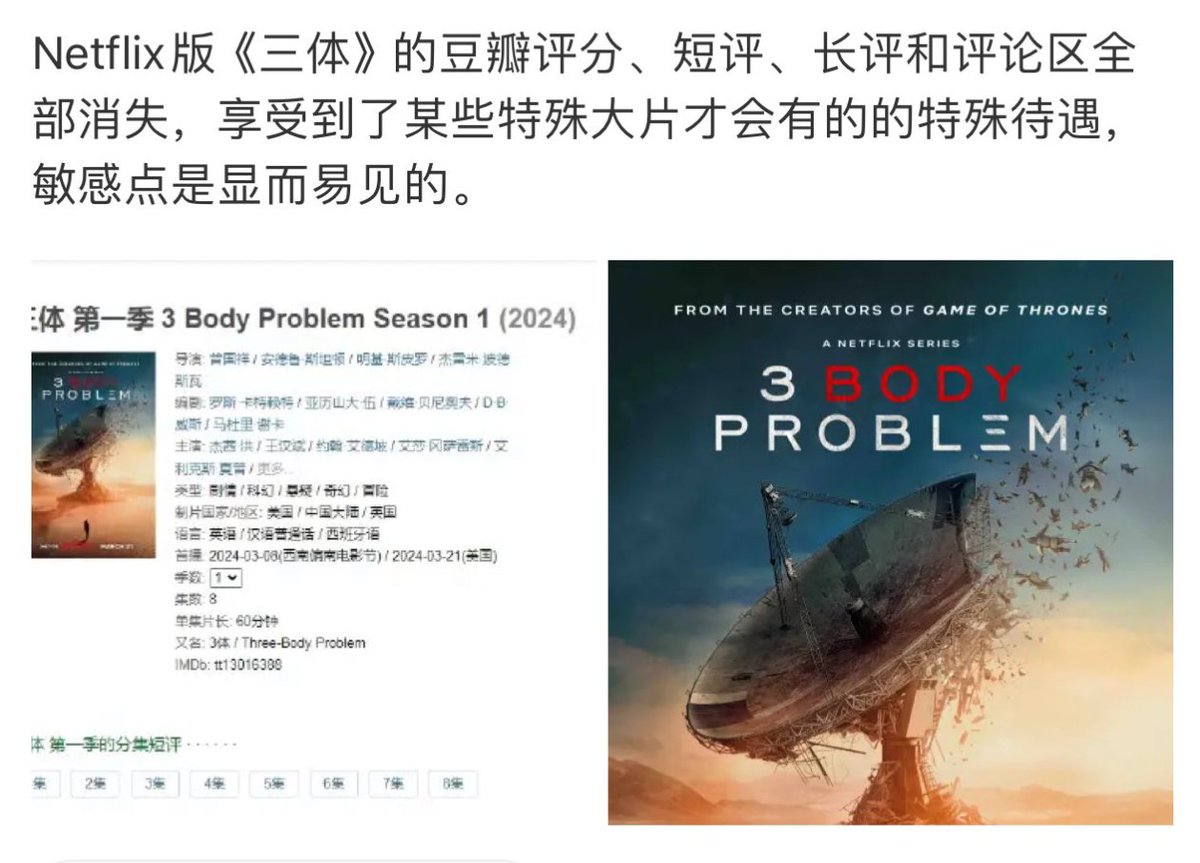 Netflix版《三体》的豆瓣评分、短评、长评和评论区全
部消失，享受到了某些特殊大片才会有的的特殊待遇，
敏感点是显而易见的。
三体 第一季 3 Body Problem Season 1 (2024)
导演: 曾国祥 / 安德鲁·斯坦顿 / 明基·斯皮罗 / 杰雷米·波德
斯瓦
编剧: 罗斯·卡特赖特 / 亚历山大·伍 / 戴维·贝尼奥夫 / D·B·
威斯 / 马杜里·谢卡
主演: 杰茜·洪 / 王汉斌 / 约翰·艾德坡 / 艾莎·冈萨雷斯 / 艾
利克斯·夏普 / 更多...
类型: 剧情 / 科幻 / 悬疑 / 奇幻 / 冒险
制片国家/地区: 美国 / 中国大陆 / 英国
语言: 英语 / 汉语普通话 / 西班牙语
首播: 2024-03-08(西南偏南电影节) / 2024-03-21(美国)
季数: 1
集数: 8
单集片长: 60分钟
又名: 3体 / Three-Body Problem
IMDb: tt13016388
3 BODY
PROBLEM
体 第一季的分集短评 · · · · · ·
集 2集 3集 4集 5集 6集 7集 8集
FROM THE CREATORS OF GAME OF THRONES
A NETFLIX SERIES
3 BODY
PROBLEM